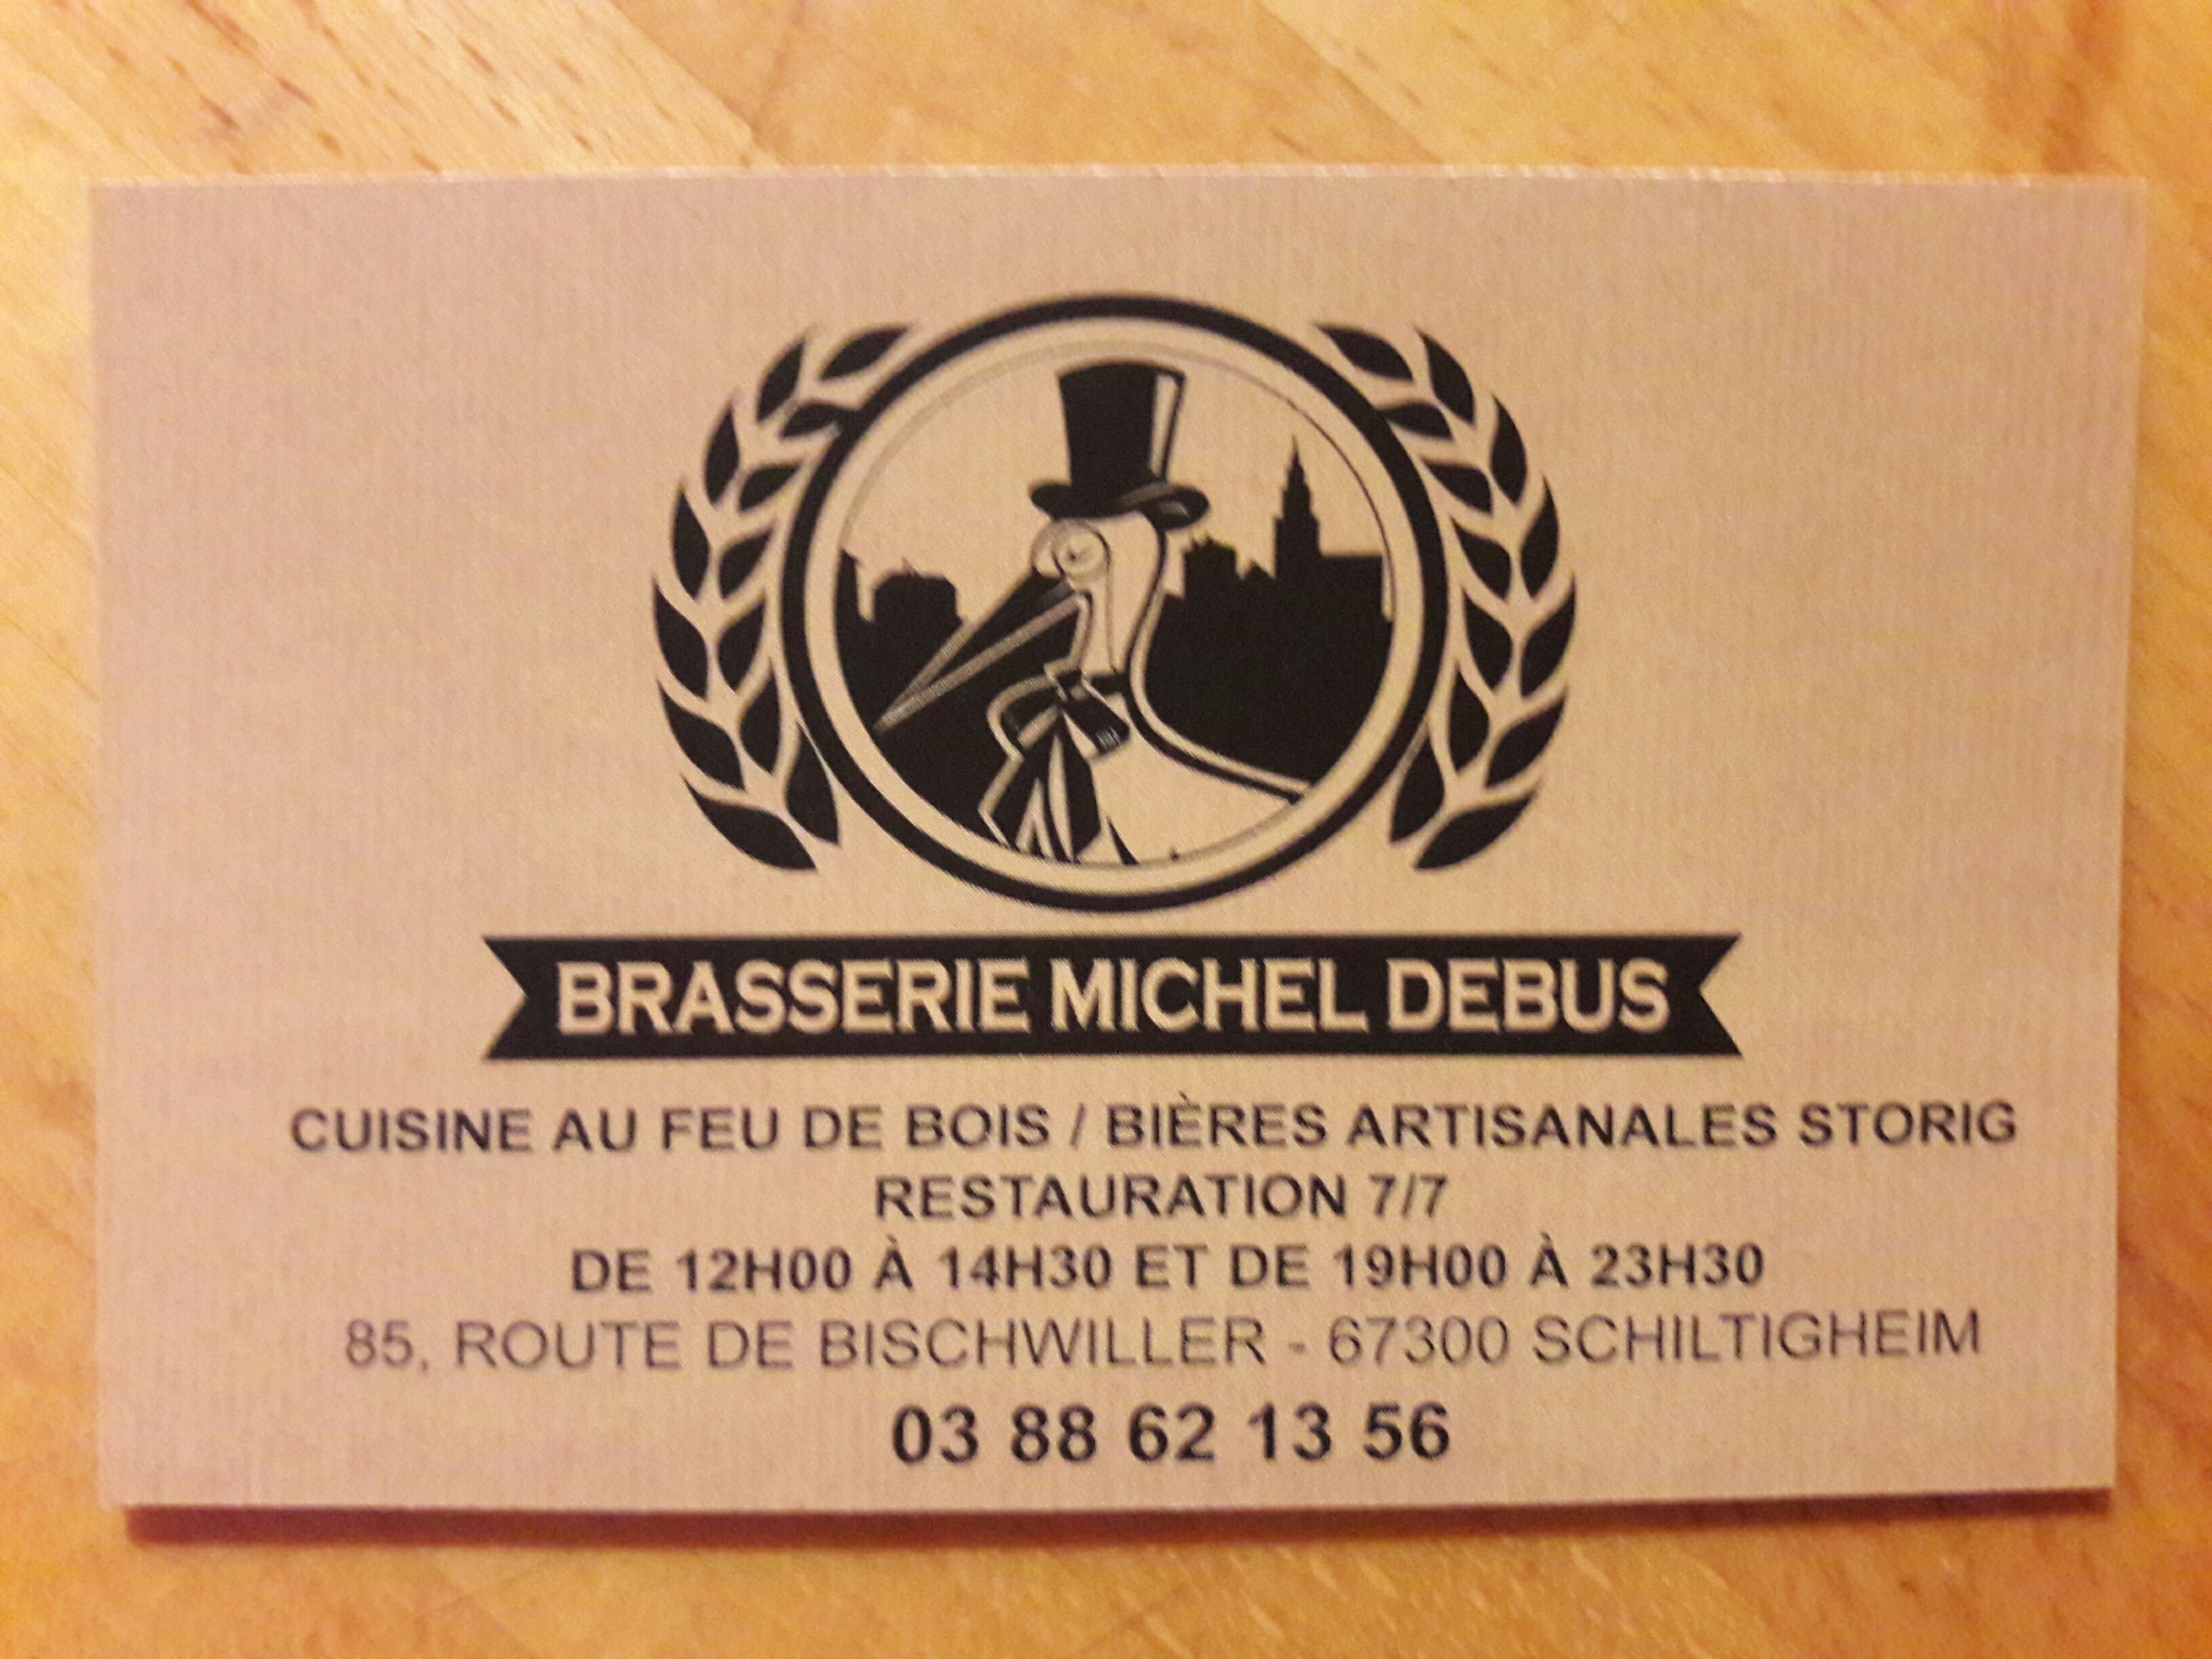 BRASSERIE MICHEL DEBUS
CUISINE AU FEU DE BOIS / BIÈRES ARTISANALES STORIG
RESTAURATION 7/7
DE 12H00 À 14H30 ET DE 19H00 À 23H30
85, ROUTE DE BISCHWILLER - 67300 SCHILTIGHEIM
03 88 62 13 56